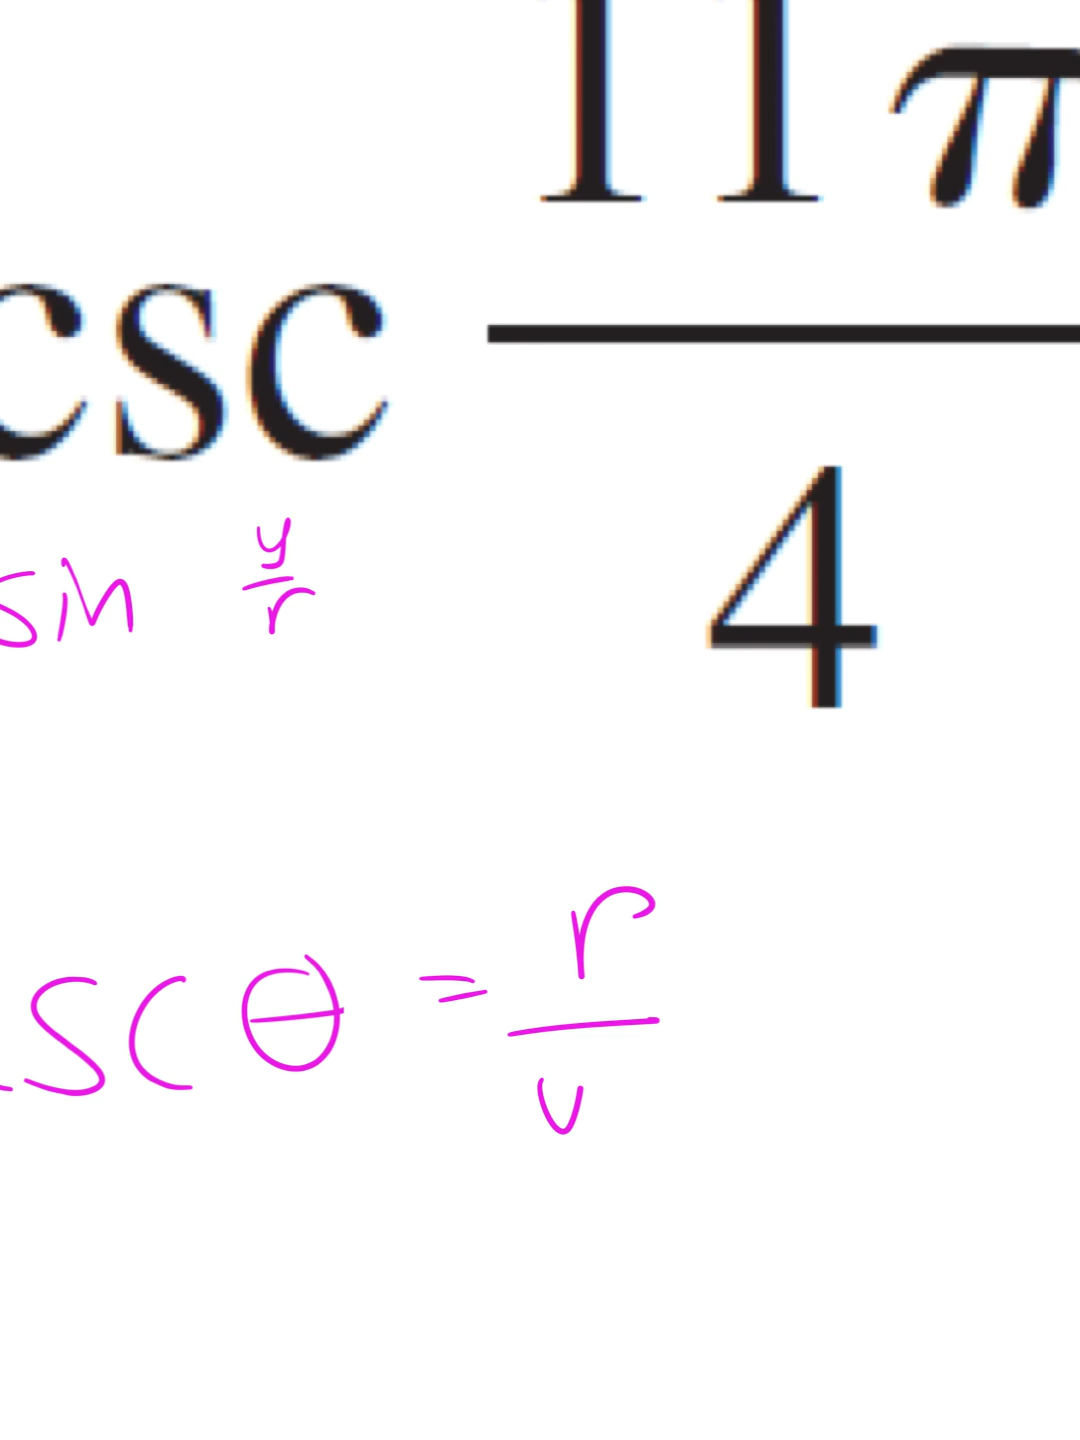 csc 11π/4
sin y/r
csc θ = r/v